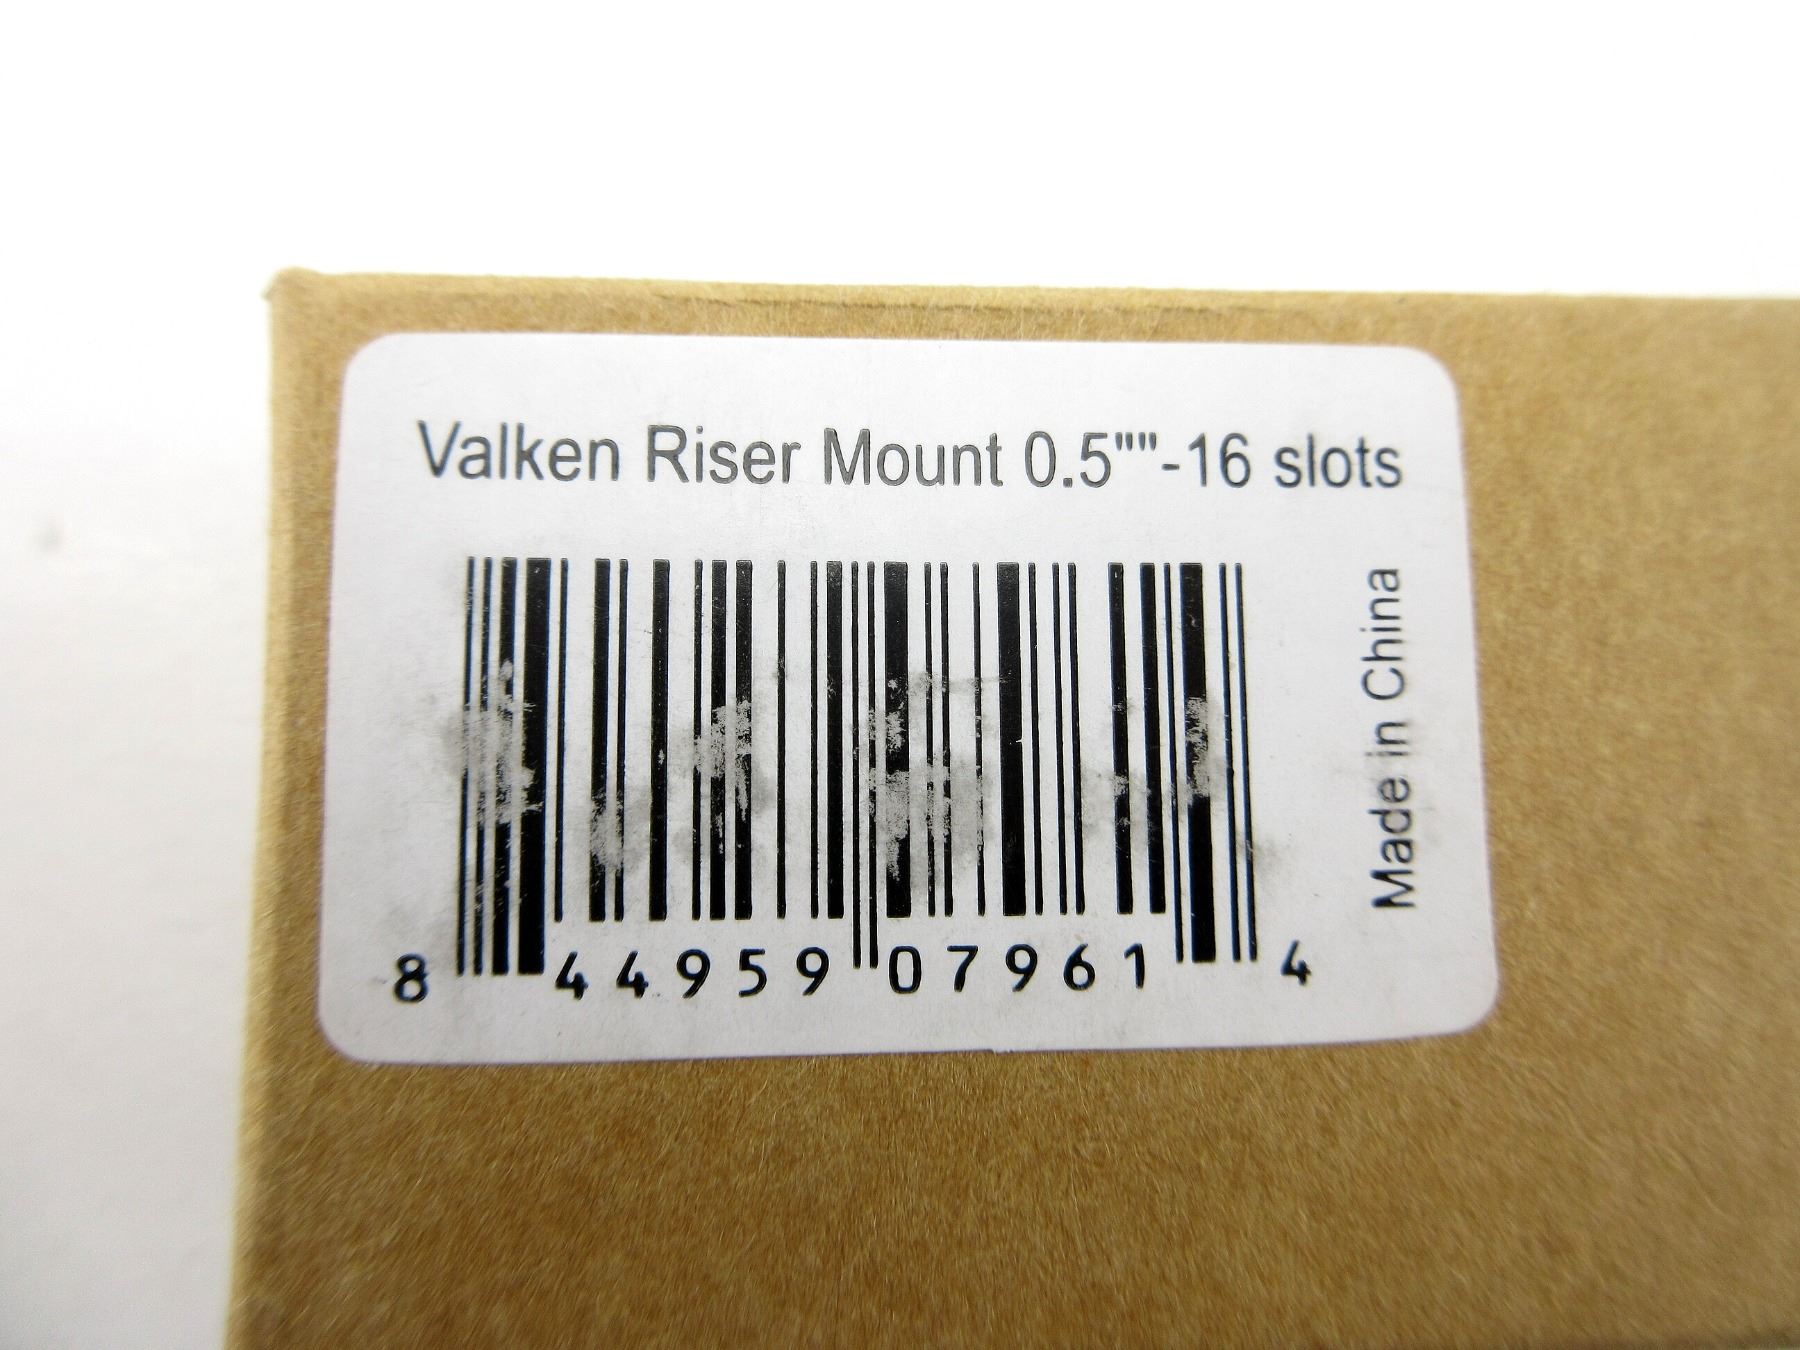 Valken Riser Mount 0.5""-16 slots
8 44959 07961 4
Made in China